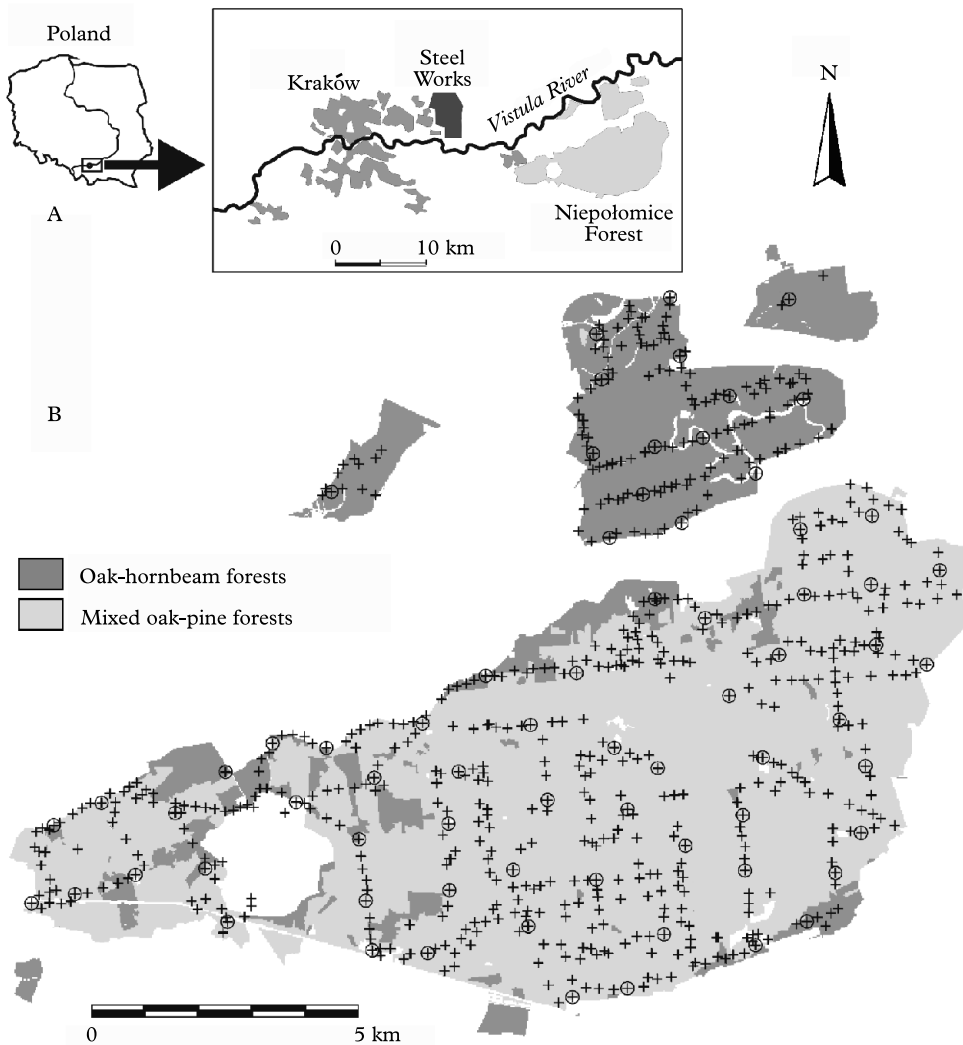 Poland
Kraków
Steel
Works
Vistula River
N
Niepołomice
Forest
A
0 10 km
B
Oak-hornbeam forests
Mixed oak-pine forests
0 5 km